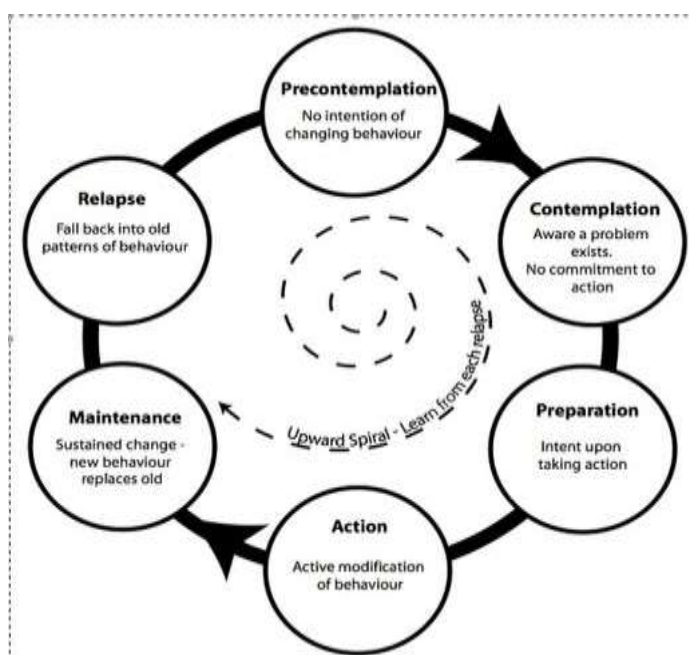 Precontemplation
No intention of
changing behaviour
Contemplation
Aware a problem
exists.
No commitment to
action
Preparation
Intent upon
taking action
Action
Active modification
of behaviour
Maintenance
Sustained change -
new behaviour
replaces old
Relapse
Fall back into old
patterns of behaviour
Upward Spiral - Learn from each relapse